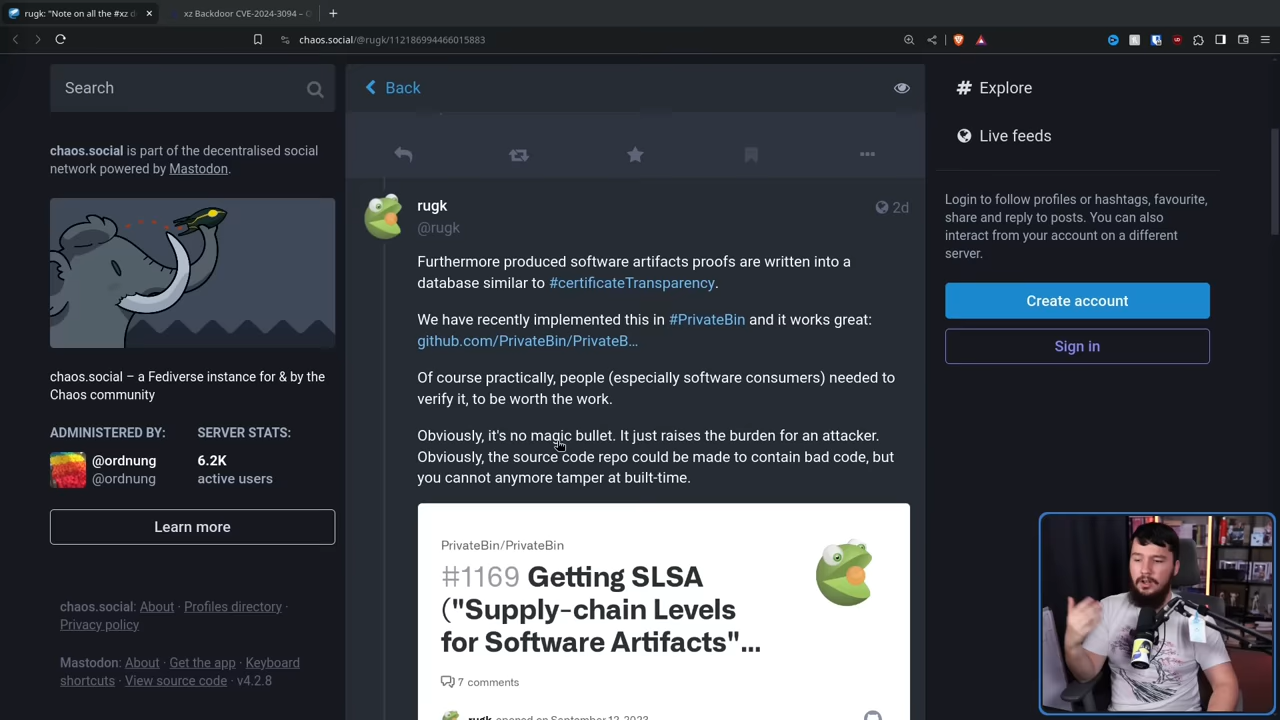 rugk: "Note on all the #xz d
xz Backdoor CVE-2024-3094 –
chaos.social/@rugk/112186994466015883
Search
chaos.social is part of the decentralised social
network powered by Mastodon.
chaos.social – a Fediverse instance for & by the
Chaos community
ADMINISTERED BY:
@ordnung
@ordnung
SERVER STATS:
6.2K
active users
Learn more
chaos.social: About · Profiles directory ·
Privacy policy
Mastodon: About · Get the app · Keyboard
shortcuts · View source code · v4.2.8
Back
rugk
@rugk
2d
Furthermore produced software artifacts proofs are written into a
database similar to #certificateTransparency.
We have recently implemented this in #PrivateBin and it works great:
github.com/PrivateBin/PrivateB…
Of course practically, people (especially software consumers) needed to
verify it, to be worth the work.
Obviously, it's no magic bullet. It just raises the burden for an attacker.
Obviously, the source code repo could be made to contain bad code, but
you cannot anymore tamper at built-time.
PrivateBin/PrivateBin
#1169 Getting SLSA
("Supply-chain Levels
for Software Artifacts"...
7 comments
rugk opened on September 12, 2023
# Explore
Live feeds
Login to follow profiles or hashtags, favourite,
share and reply to posts. You can also
interact from your account on a different
server.
Create account
Sign in